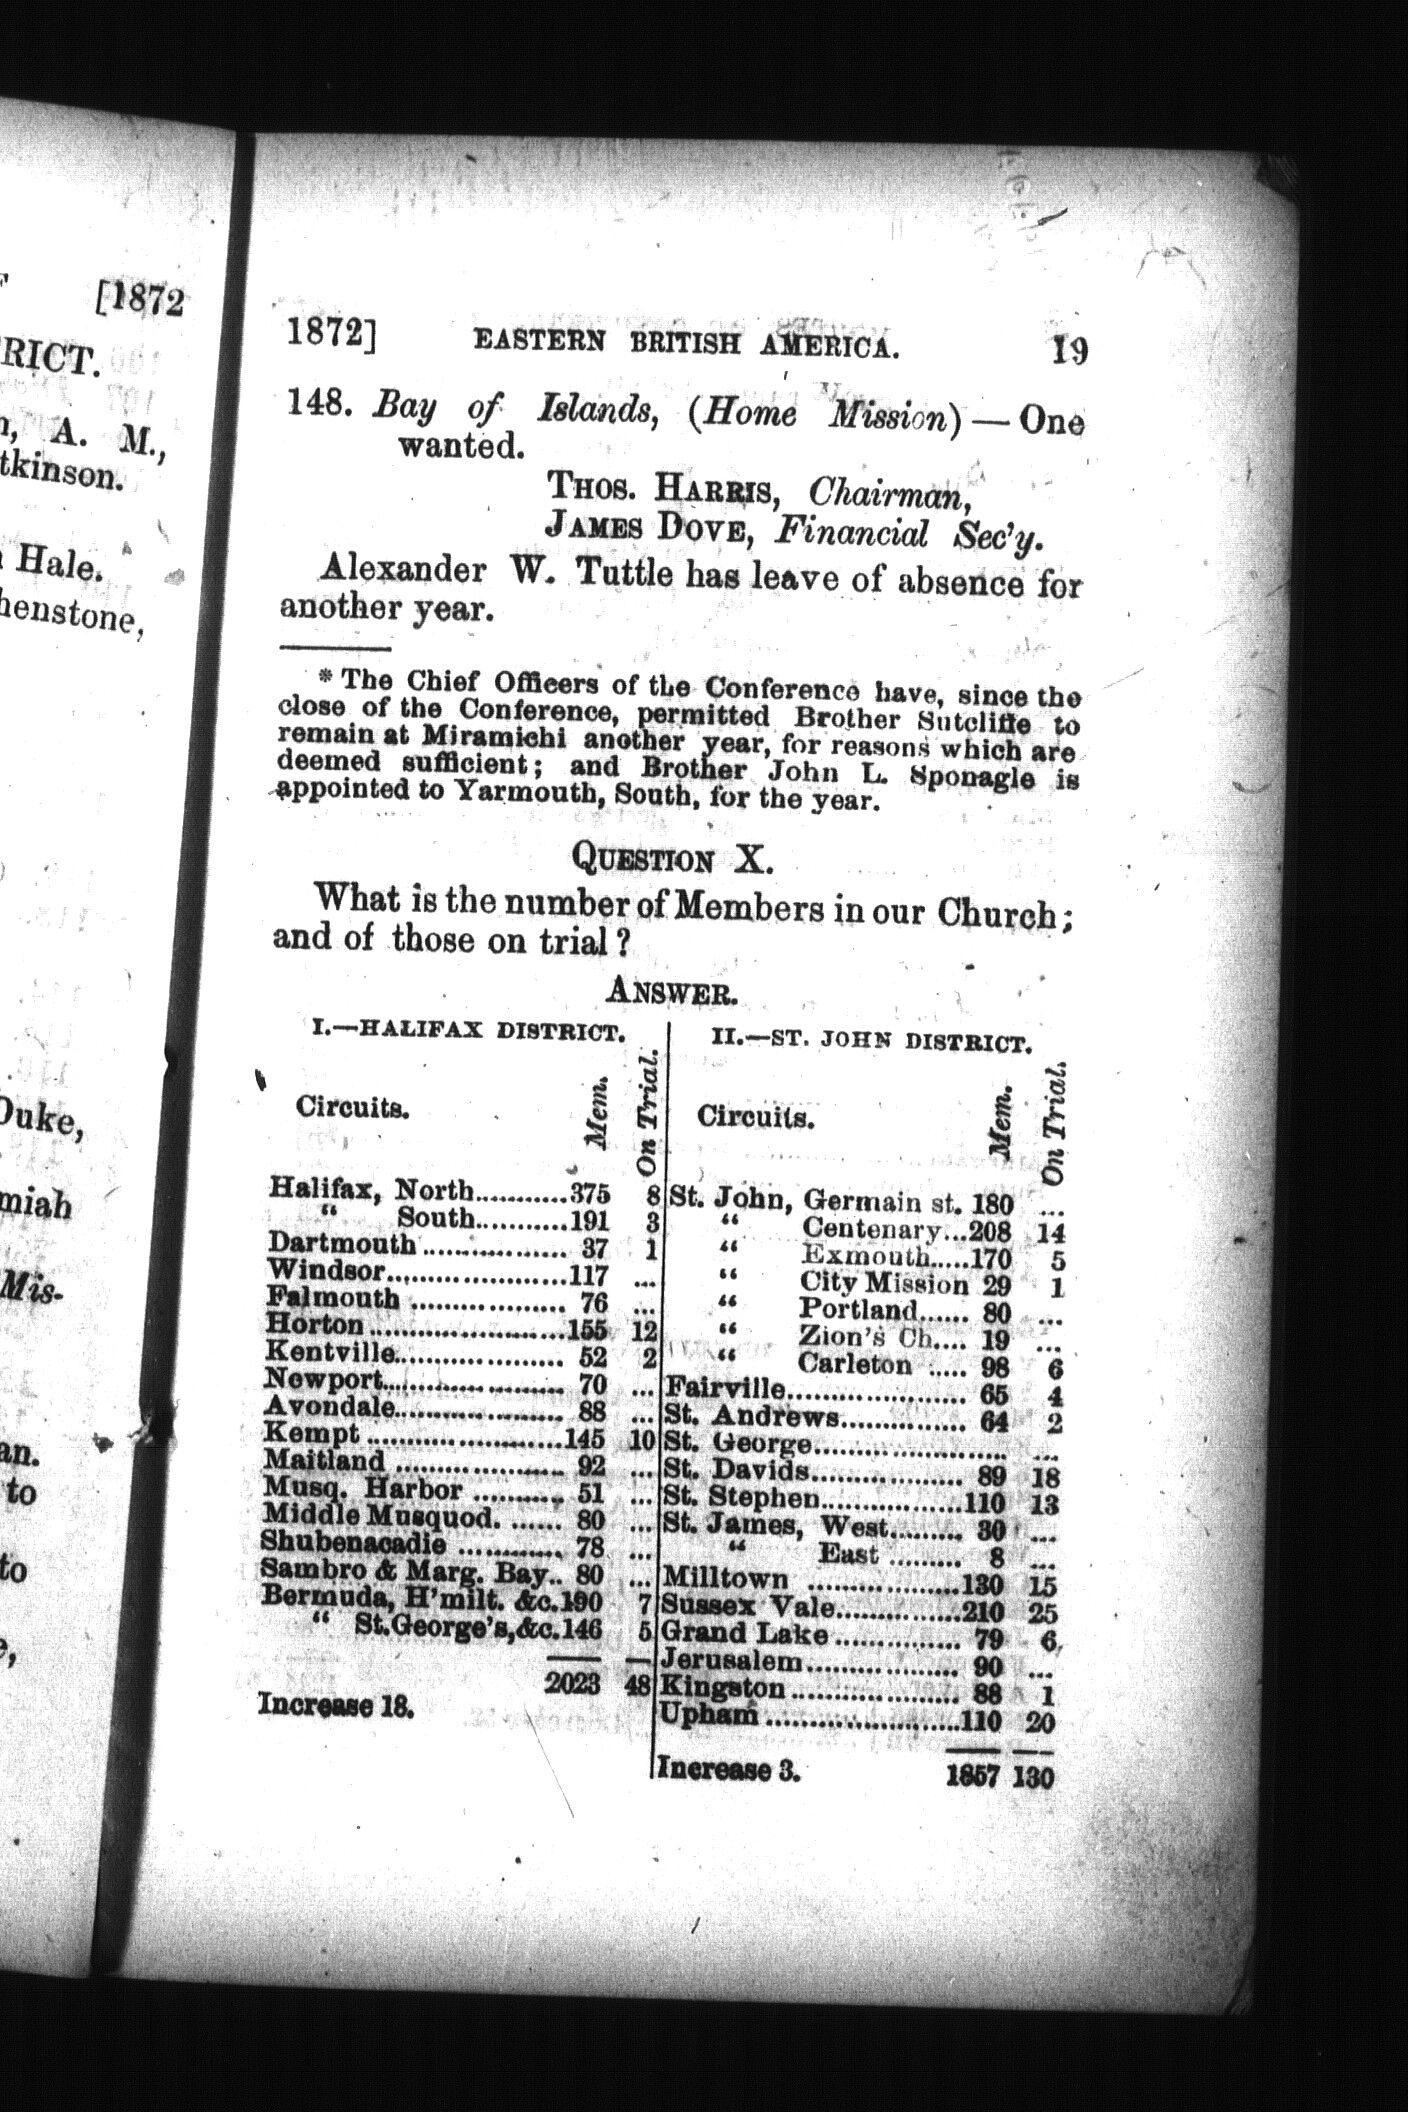 [1872
RICT.
A. M.,
tkinson.
Hale.
henstone,
Duke,
miah
Mis-
an.
to
to
1872] EASTERN BRITISH AMERICA. 19
148. Bay of Islands, (Home Mission) — One
wanted.
THOS. HARRIS, Chairman,
JAMES DOVE, Financial Sec'y.
Alexander W. Tuttle has leave of absence for
another year.
* The Chief Officers of the Conference have, since the
close of the Conference, permitted Brother Sutcliffe to
remain at Miramichi another year, for reasons which are
deemed sufficient; and Brother John L. Sponagle is
appointed to Yarmouth, South, for the year.
QUESTION X.
What is the number of Members in our Church;
and of those on trial?
ANSWER.
I.—HALIFAX DISTRICT.
Circuits. Mem. On Trial.
Halifax, North...........375 8
" South...........191 3
Dartmouth................. 37 1
Windsor......................117 ...
Falmouth ................... 76 ...
Horton........................155 12
Kentville..................... 52 2
Newport...................... 70 ...
Avondale.................... 88 ...
Kempt ........................145 10
Maitland .................... 92 ...
Musq. Harbor ........... 51 ...
Middle Musquod. ...... 80 ...
Shubenacadie ............. 78 ...
Sambro & Marg. Bay.. 80 ...
Bermuda, H'milt. &c.190 7
" St.George's,&c.146 5
2023 48
Increase 18.
II.—ST. JOHN DISTRICT.
Circuits. Mem. On Trial.
St. John, Germain st. 180 ...
" Centenary...208 14
" Exmouth.....170 5
" City Mission 29 1
" Portland...... 80 ...
" Zion's Ch.... 19 ...
" Carleton ..... 98 6
Fairville...................... 65 4
St. Andrews............... 64 2
St. George....................... ...
St. Davids.................. 89 18
St. Stephen.................110 13
St. James, West......... 30 ...
" East ......... 8 ...
Milltown ...................130 15
Sussex Vale...............210 25
Grand Lake............... 79 6
Jerusalem................... 90 ...
Kingston .................... 88 1
Upham .......................110 20
Increase 3. 1857 130